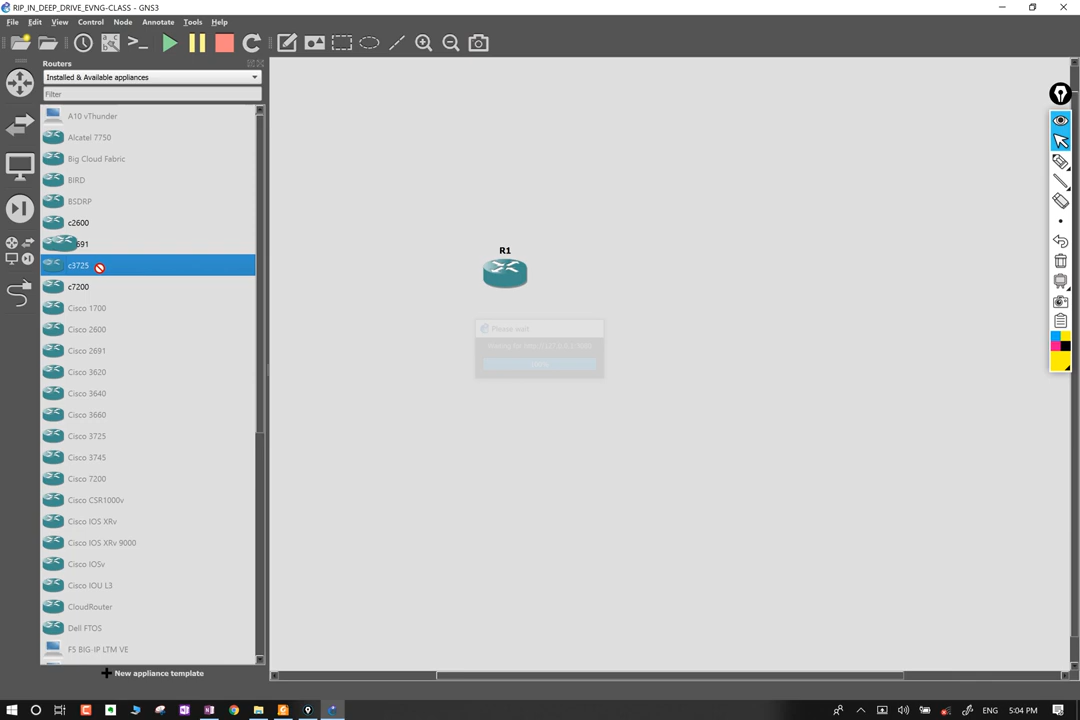 RIP_IN_DEEP_DRIVE_EVNG-CLASS - GNS3
File Edit View Control Node Annotate Tools Help
Routers
Installed & Available appliances
Filter
A10 vThunder
Alcatel 7750
Big Cloud Fabric
BIRD
BSDRP
c2600
691
c3725
c7200
Cisco 1700
Cisco 2600
Cisco 2691
Cisco 3620
Cisco 3640
Cisco 3660
Cisco 3725
Cisco 3745
Cisco 7200
Cisco CSR1000v
Cisco IOS XRv
Cisco IOS XRv 9000
Cisco IOSv
Cisco IOU L3
CloudRouter
Dell FTOS
F5 BIG-IP LTM VE
New appliance template
R1
Please wait
ENG 5:04 PM